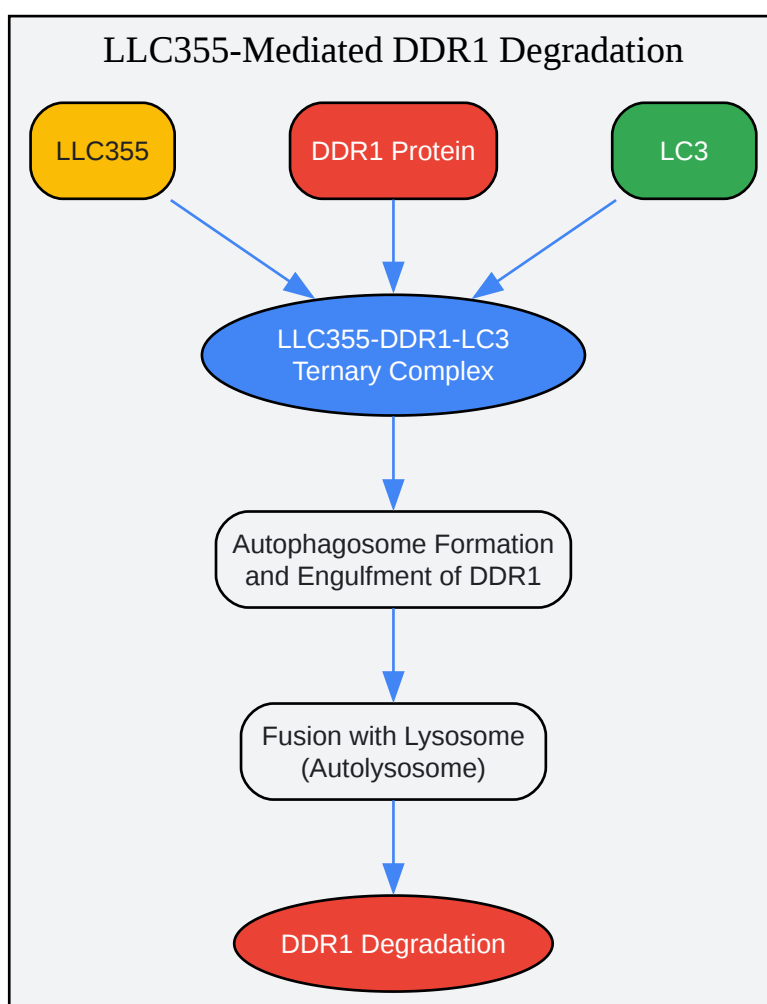 LLC355-Mediated DDR1 Degradation
LLC355
DDR1 Protein
LC3
LLC355-DDR1-LC3
Ternary Complex
Autophagosome Formation
and Engulfment of DDR1
Fusion with Lysosome
(Autolysosome)
DDR1 Degradation